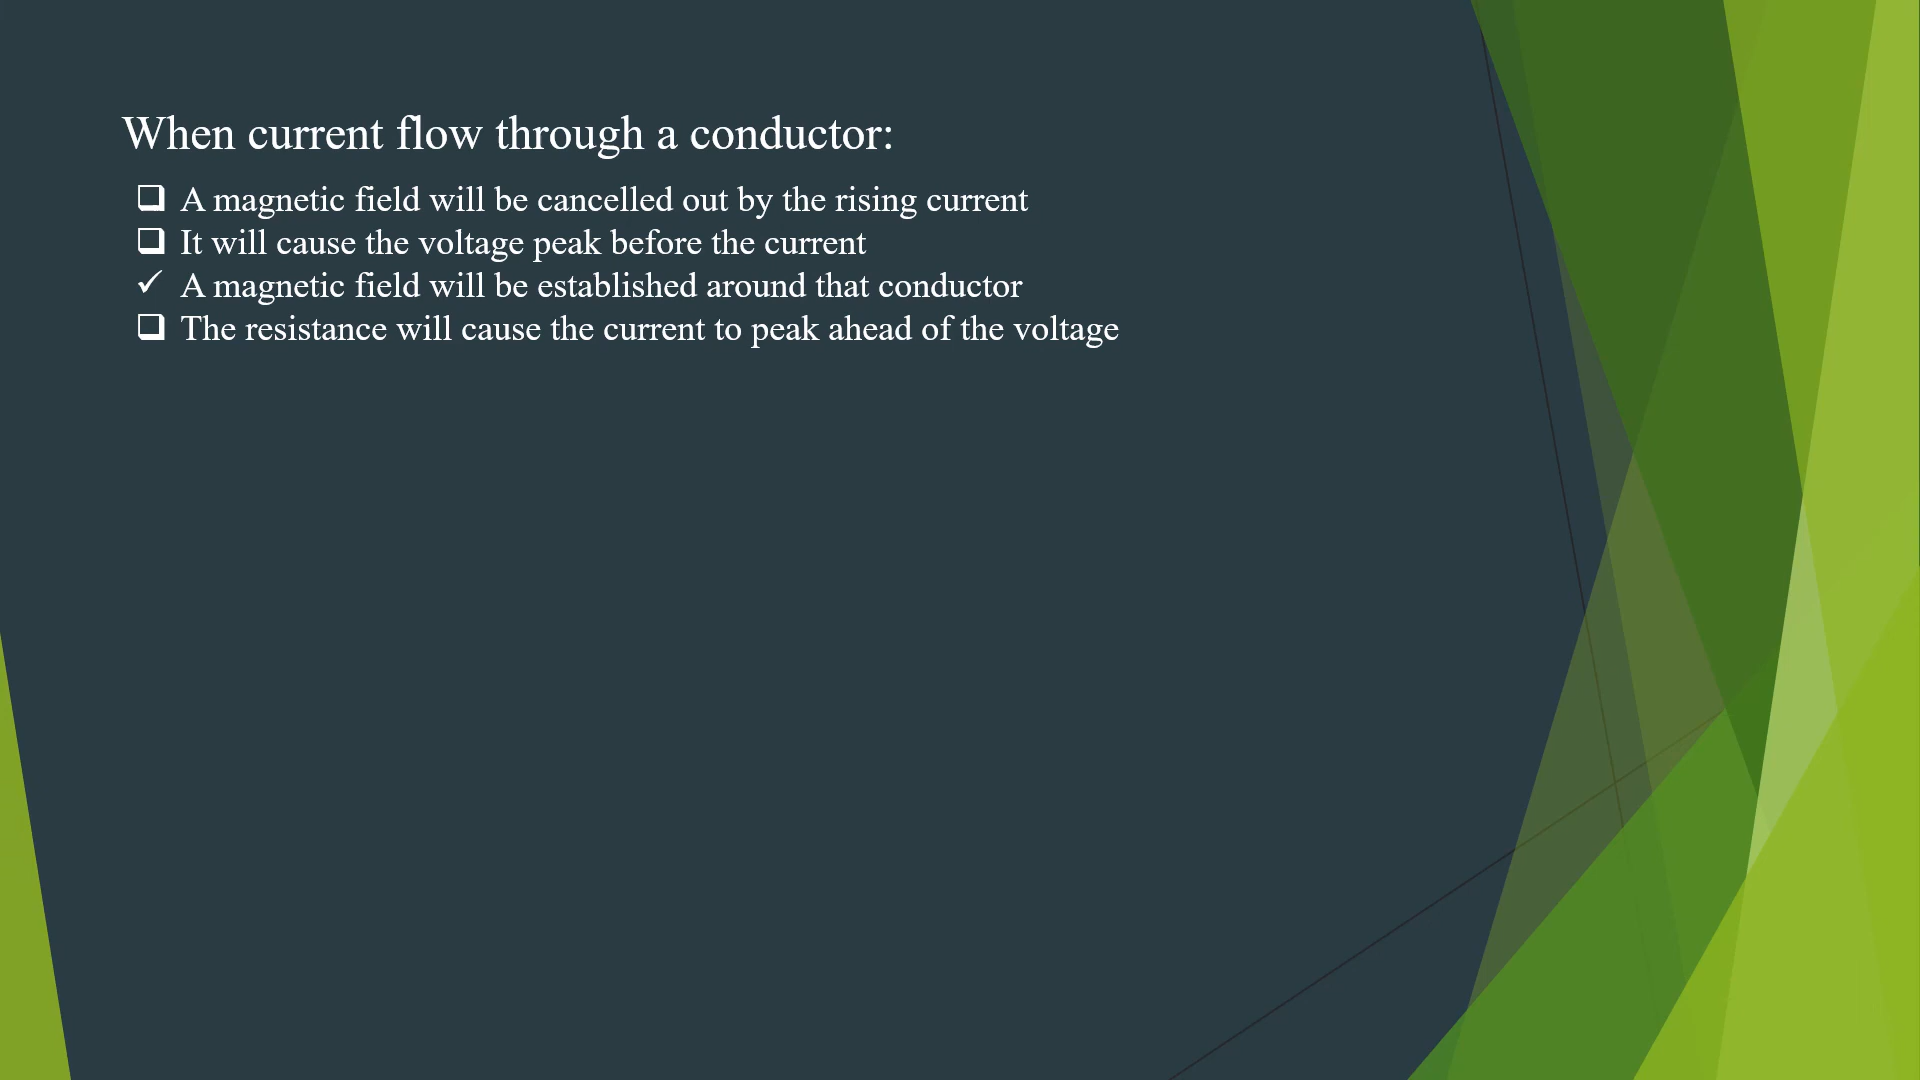 When current flow through a conductor:
❑ A magnetic field will be cancelled out by the rising current
❑ It will cause the voltage peak before the current
✓ A magnetic field will be established around that conductor
❑ The resistance will cause the current to peak ahead of the voltage